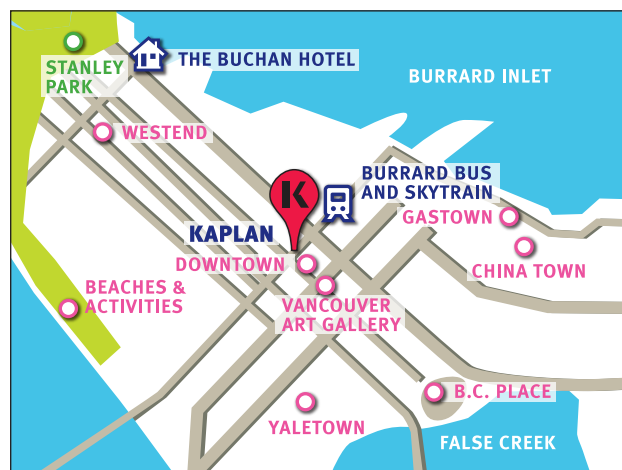 STANLEY
PARK
THE BUCHAN HOTEL
BURRARD INLET
WESTEND
BURRARD BUS
AND SKYTRAIN
K
GASTOWN
KAPLAN
DOWNTOWN
CHINA TOWN
BEACHES &
ACTIVITIES
VANCOUVER
ART GALLERY
B.C. PLACE
YALETOWN
FALSE CREEK